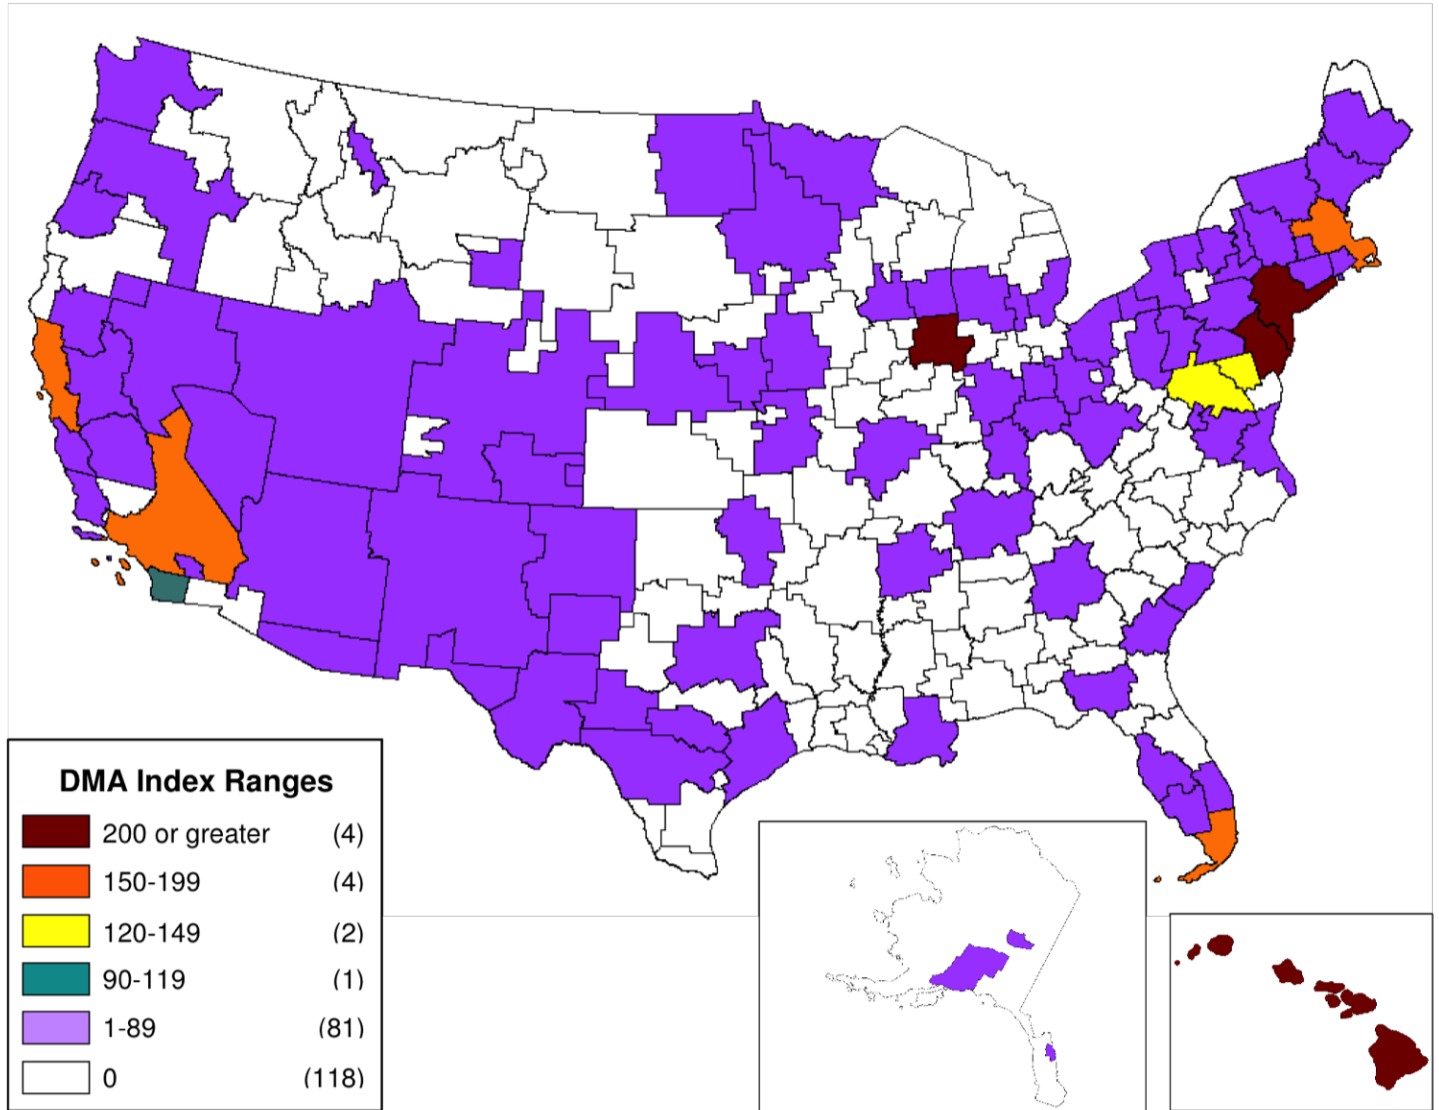 DMA Index Ranges
200 or greater (4)
150-199 (4)
120-149 (2)
90-119 (1)
1-89 (81)
0 (118)